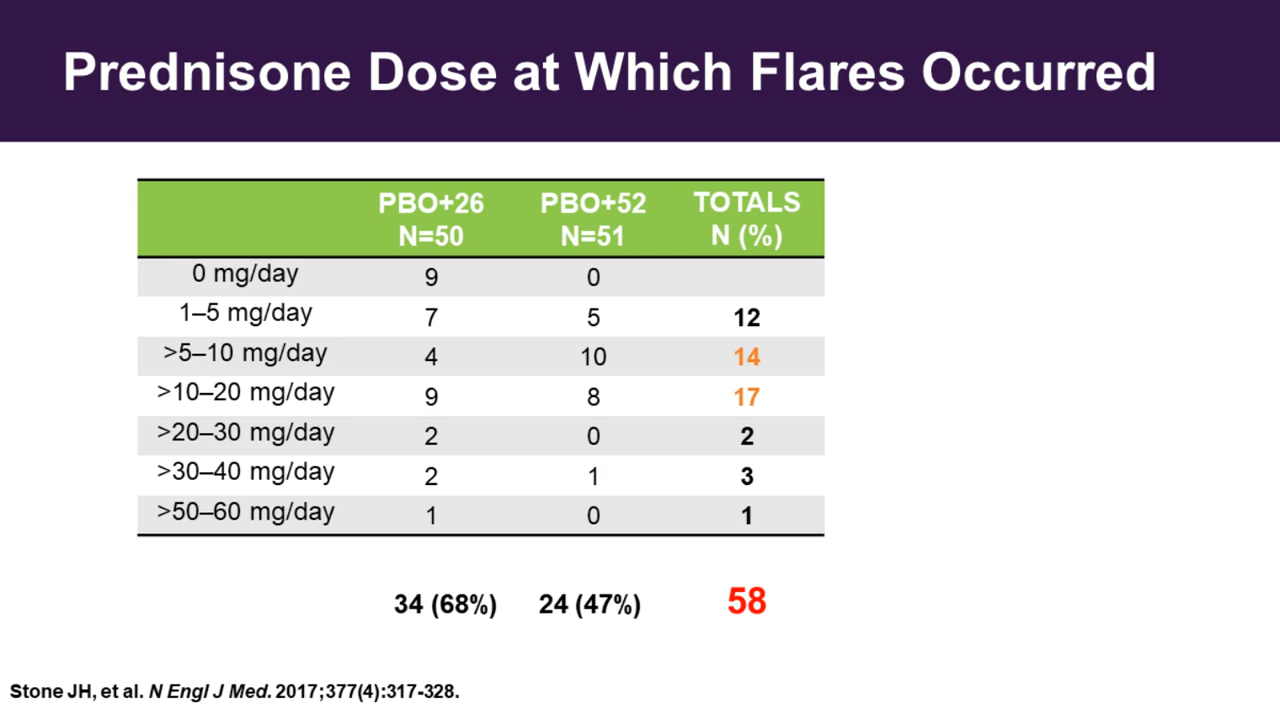 Prednisone Dose at Which Flares Occurred
PBO+26 PBO+52 TOTALS
N=50 N=51 N (%)
0 mg/day 9 0
1–5 mg/day 7 5 12
>5–10 mg/day 4 10 14
>10–20 mg/day 9 8 17
>20–30 mg/day 2 0 2
>30–40 mg/day 2 1 3
>50–60 mg/day 1 0 1
34 (68%) 24 (47%) 58
Stone JH, et al. N Engl J Med. 2017;377(4):317-328.